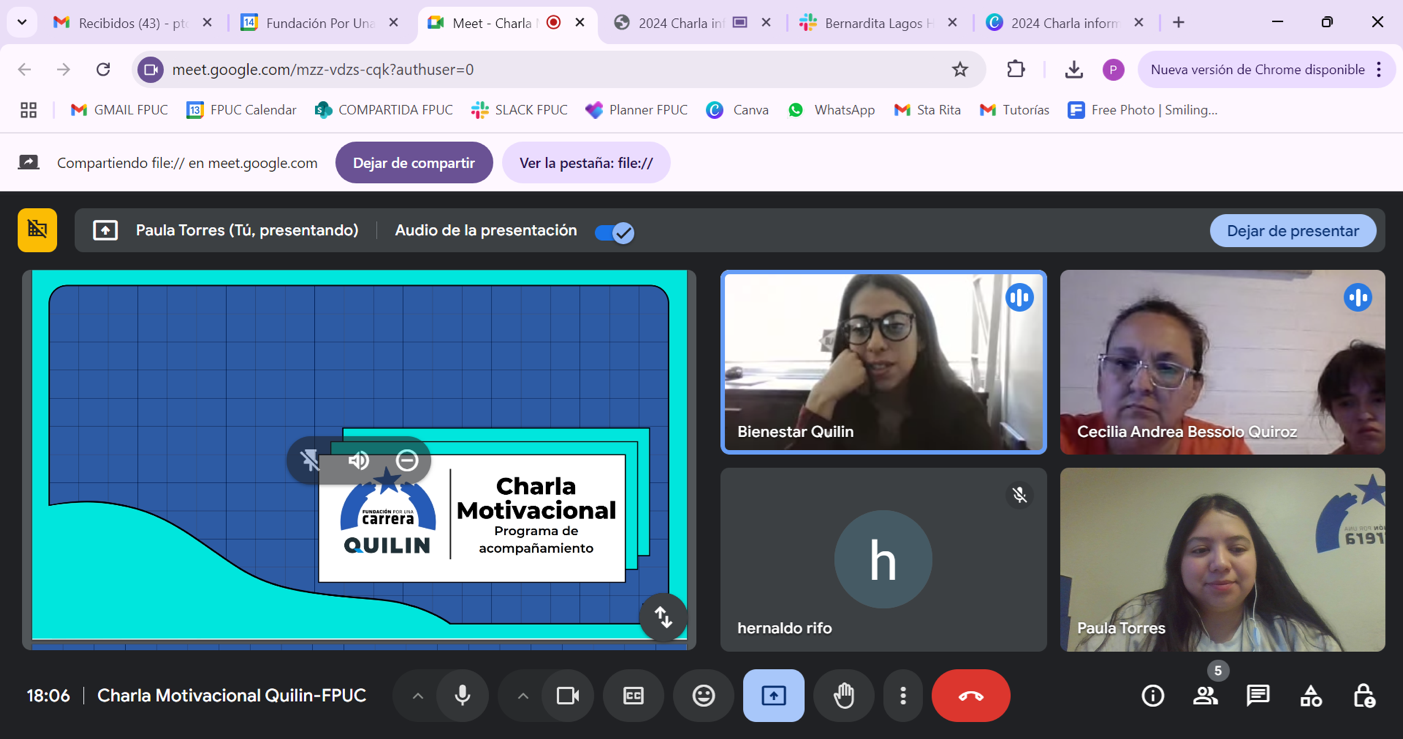 Recibidos (43) - ptc
Fundación Por Una
Meet - Charla M
2024 Charla inf
Bernardita Lagos H
2024 Charla inform
meet.google.com/mzz-vdzs-cqk?authuser=0
P
Nueva versión de Chrome disponible
GMAIL FPUC
FPUC Calendar
COMPARTIDA FPUC
SLACK FPUC
Planner FPUC
Canva
WhatsApp
Sta Rita
Tutorías
Free Photo | Smiling...
Compartiendo file:// en meet.google.com
Dejar de compartir
Ver la pestaña: file://
Paula Torres (Tú, presentando)
Audio de la presentación
Dejar de presentar
FUNDACIÓN POR UNA
carrera
QUILIN
Charla
Motivacional
Programa de
acompañamiento
Bienestar Quilin
Cecilia Andrea Bessolo Quiroz
h
hernaldo rifo
Paula Torres
18:06
Charla Motivacional Quilin-FPUC
5